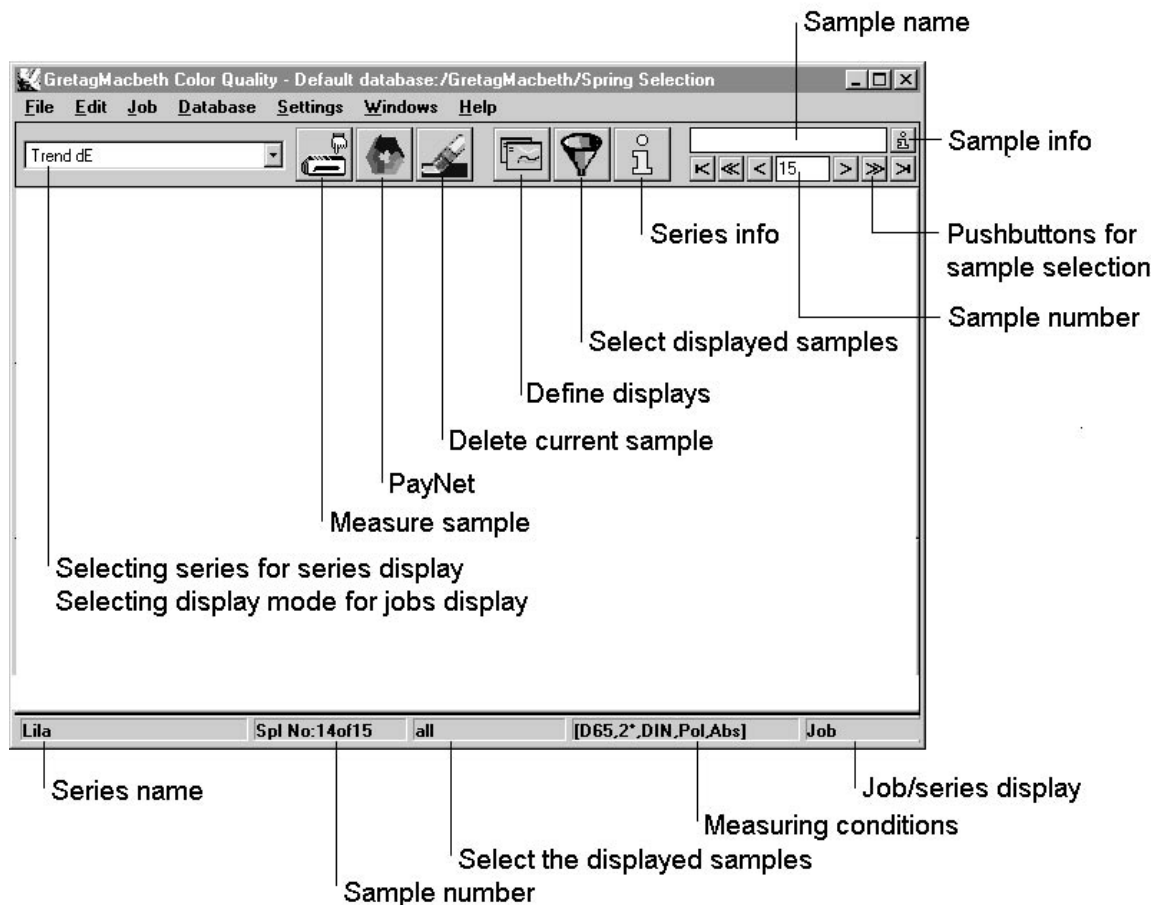 Sample name
GretagMacbeth Color Quality - Default database:/GretagMacbeth/Spring Selection
File Edit Job Database Settings Windows Help
Trend dE
Sample info
15
Series info
Pushbuttons for
sample selection
Sample number
Select displayed samples
Define displays
Delete current sample
PayNet
Measure sample
Selecting series for series display
Selecting display mode for jobs display
Lila
Spl No:14of15
all
[D65,2°,DIN,Pol,Abs]
Job
Series name
Job/series display
Measuring conditions
Select the displayed samples
Sample number